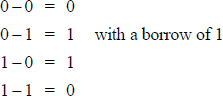 0 – 0 = 0
0 – 1 = 1 with a borrow of 1
1 – 0 = 1
1 – 1 = 0